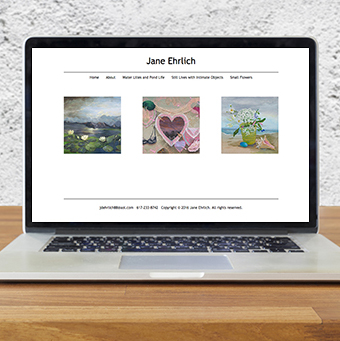 Jane Ehrlich
Home About Water Lilies and Pond Life Still Lives with Intimate Objects Small Flowers
617-233-8742 Copyright © 2016 Jane Ehrlich. All rights reserved.